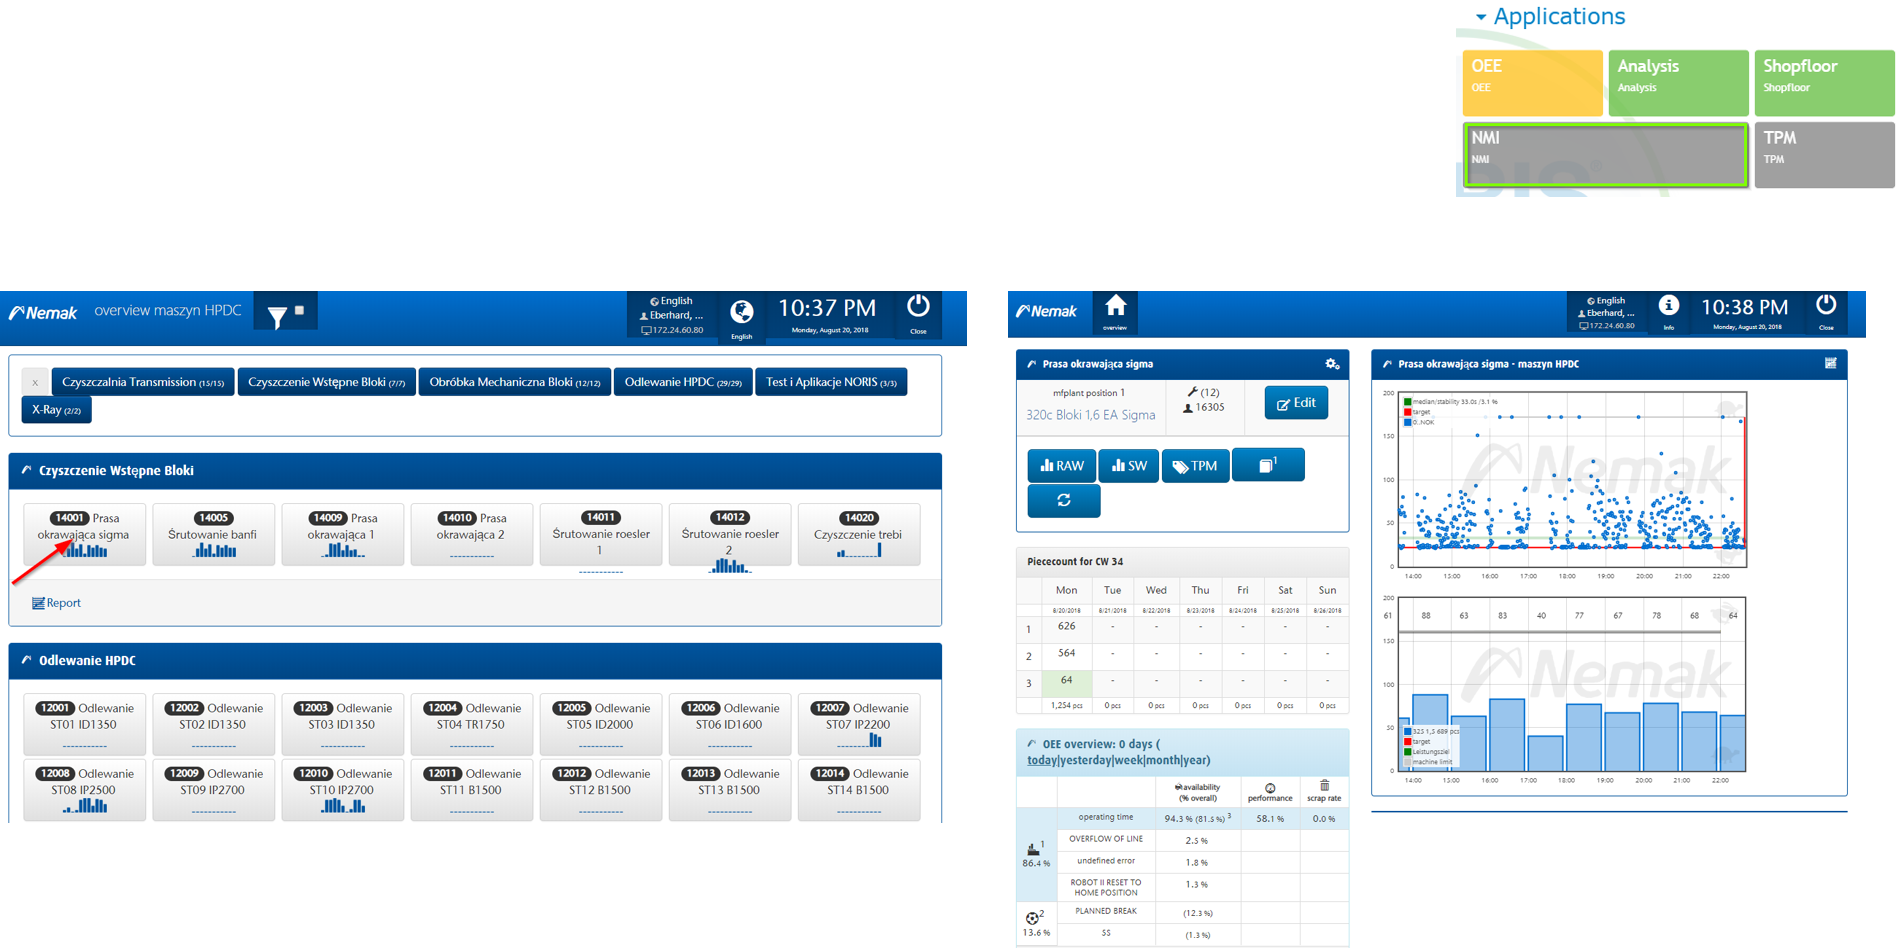 Applications
OEE
OEE
Analysis
Analysis
Shopfloor
Shopfloor
NMI
NMI
TPM
TPM
Nemak
overview maszyn HPDC
English
Eberhard, ...
172.24.60.80
English
10:37 PM
Monday, August 20, 2018
Close
x
Czyszczalnia Transmission (15/15)
Czyszczenie Wstępne Bloki (7/7)
Obróbka Mechaniczna Bloki (12/12)
Odlewanie HPDC (29/29)
Test i Aplikacje NORIS (3/3)
X-Ray (2/2)
Czyszczenie Wstępne Bloki
14001 Prasa
okrawająca sigma
14005
Śrutowanie banfi
14009 Prasa
okrawająca 1
14010 Prasa
okrawająca 2
14011
Śrutowanie roesler
1
14012
Śrutowanie roesler
2
14020
Czyszczenie trebi
Report
Odlewanie HPDC
12001 Odlewanie
ST01 ID1350
12002 Odlewanie
ST02 ID1350
12003 Odlewanie
ST03 ID1350
12004 Odlewanie
ST04 TR1750
12005 Odlewanie
ST05 ID2000
12006 Odlewanie
ST06 ID1600
12007 Odlewanie
ST07 IP2200
12008 Odlewanie
ST08 IP2500
12009 Odlewanie
ST09 IP2700
12010 Odlewanie
ST10 IP2700
12011 Odlewanie
ST11 B1500
12012 Odlewanie
ST12 B1500
12013 Odlewanie
ST13 B1500
12014 Odlewanie
ST14 B1500
Nemak
overview
English
Eberhard, ...
172.24.60.80
Info
10:38 PM
Monday, August 20, 2018
Close
Prasa okrawająca sigma
mfplant position 1
320c Bloki 1,6 EA Sigma
(12)
16305
Edit
RAW
SW
TPM
1
Piececount for CW 34
Mon Tue Wed Thu Fri Sat Sun
8/20/2018 8/21/2018 8/22/2018 8/23/2018 8/24/2018 8/25/2018 8/26/2018
1 626 - - - - - -
2 564 - - - - - -
3 64 - - - - - -
1,254 pcs 0 pcs 0 pcs 0 pcs 0 pcs 0 pcs 0 pcs
OEE overview: 0 days (
today|yesterday|week|month|year)
availability
(% overall)
performance
scrap rate
1
86.4 %
operating time 94.3 % (81.5 %) 3 58.1 % 0.0 %
OVERFLOW OF LINE 2.5 %
undefined error 1.8 %
ROBOT II RESET TO
HOME POSITION
1.3 %
2
13.6 %
PLANNED BREAK (12.3 %)
SS (1.3 %)
Prasa okrawająca sigma - maszyn HPDC
200
150
100
50
0
median/stability 33.0s /3.1 %
target
0..NOK
Nemak
14:00 15:00 16:00 17:00 18:00 19:00 20:00 21:00 22:00
200
150
100
50
0
61 88 63 83 40 77 67 78 68 64
Nemak
325 1,5 689 pcs
target
Leistungsziel
machine limit
14:00 15:00 16:00 17:00 18:00 19:00 20:00 21:00 22:00